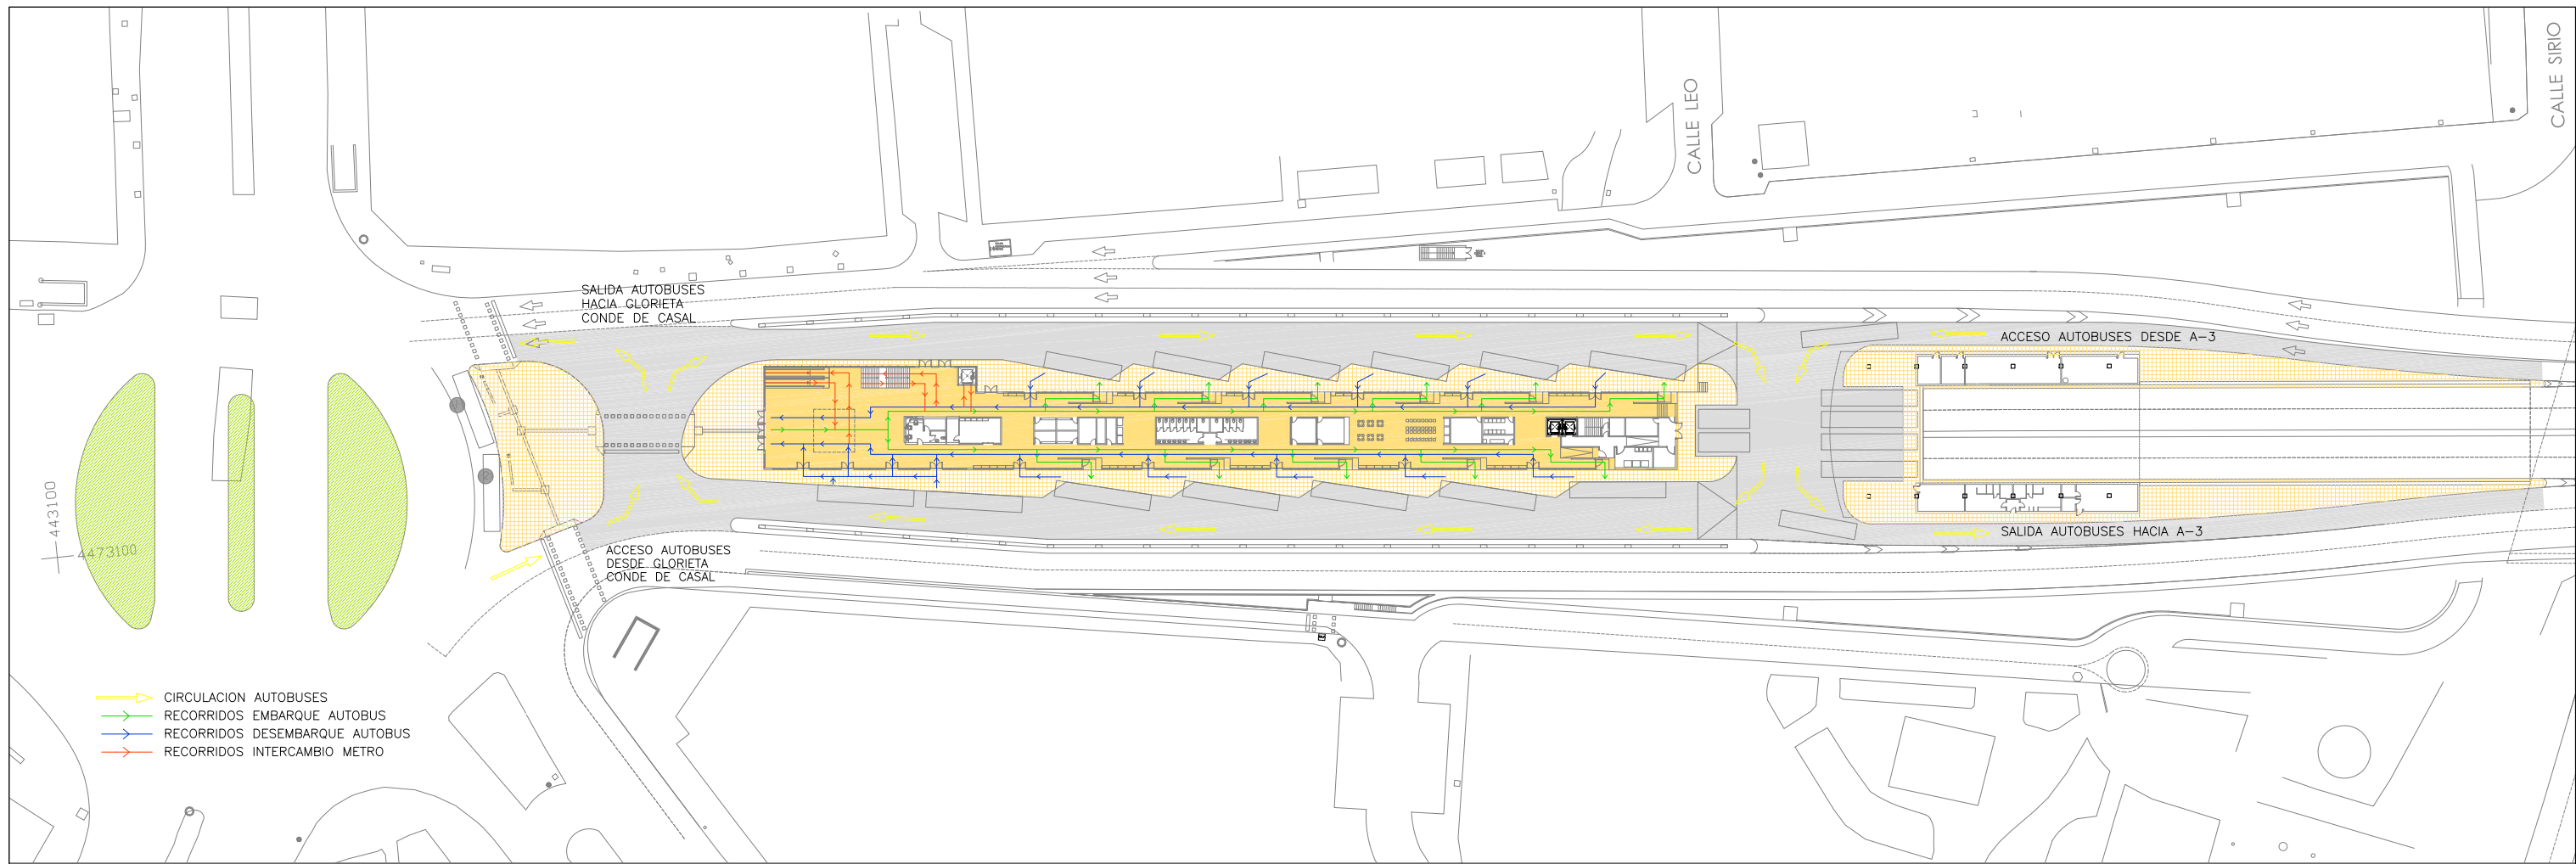 CALLE SIRIO
CALLE LEO
SALIDA AUTOBUSES
HACIA GLORIETA
CONDE DE CASAL
ACCESO AUTOBUSES DESDE A-3
443100
4473100
SALIDA AUTOBUSES HACIA A-3
ACCESO AUTOBUSES
DESDE GLORIETA
CONDE DE CASAL
CIRCULACION AUTOBUSES
RECORRIDOS EMBARQUE AUTOBUS
RECORRIDOS DESEMBARQUE AUTOBUS
RECORRIDOS INTERCAMBIO METRO